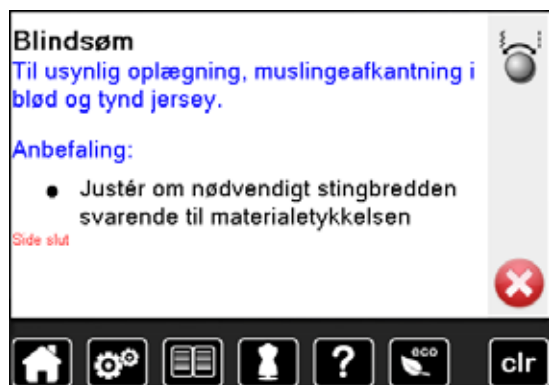 Blindsøm
Til usynlig oplægning, muslingeafkantning i
blød og tynd jersey.
Anbefaling:
• Justér om nødvendigt stingbredden
svarende til materialetykkelsen
Side slut
? eco clr